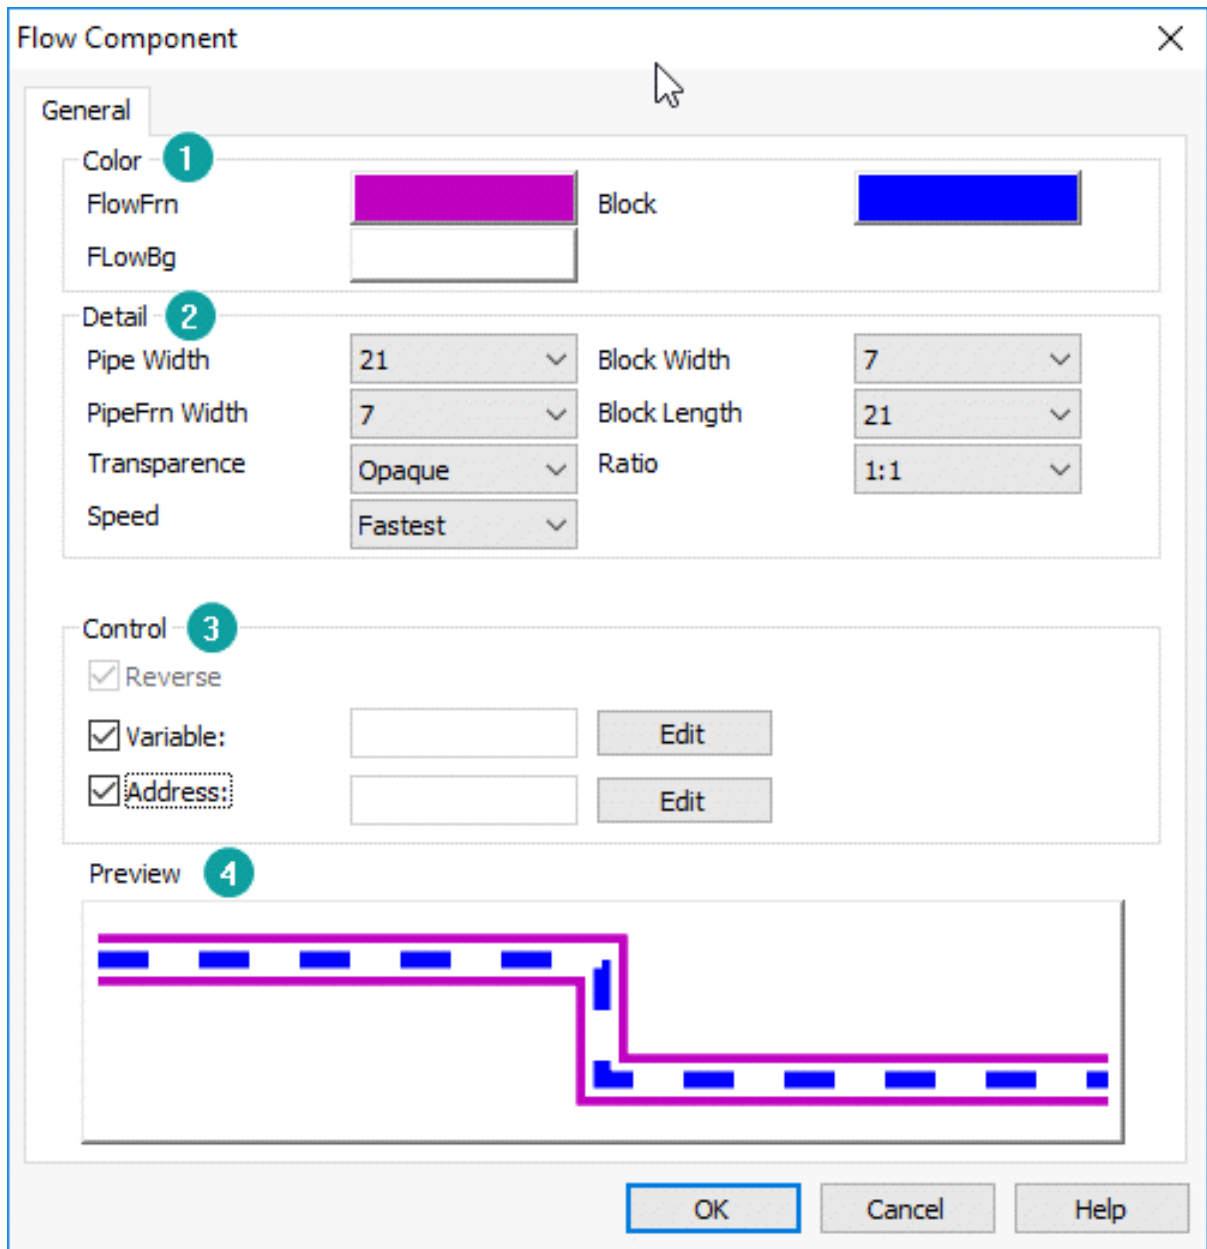 Flow Component
General
Color 1
FlowFrn Block
FLowBg
Detail 2
Pipe Width 21 Block Width 7
PipeFrn Width 7 Block Length 21
Transparence Opaque Ratio 1:1
Speed Fastest
Control 3
Reverse
Variable: Edit
Address: Edit
Preview 4
OK Cancel Help